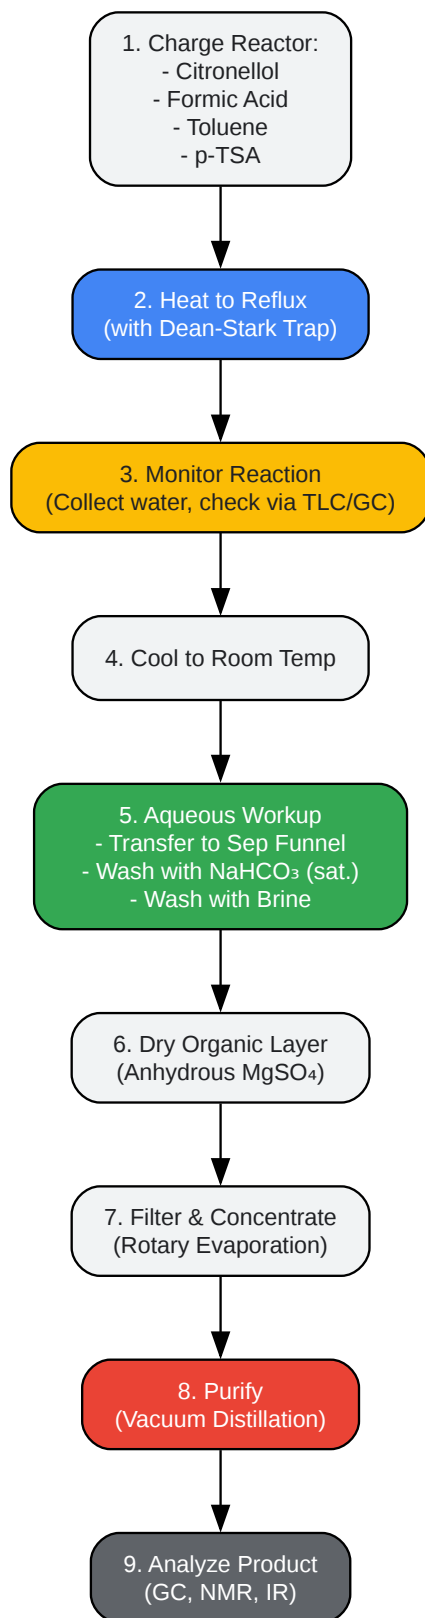 1. Charge Reactor:
- Citronellol
- Formic Acid
- Toluene
- p-TSA
2. Heat to Reflux
(with Dean-Stark Trap)
3. Monitor Reaction
(Collect water, check via TLC/GC)
4. Cool to Room Temp
5. Aqueous Workup
- Transfer to Sep Funnel
- Wash with NaHCO₃ (sat.)
- Wash with Brine
6. Dry Organic Layer
(Anhydrous MgSO₄)
7. Filter & Concentrate
(Rotary Evaporation)
8. Purify
(Vacuum Distillation)
9. Analyze Product
(GC, NMR, IR)